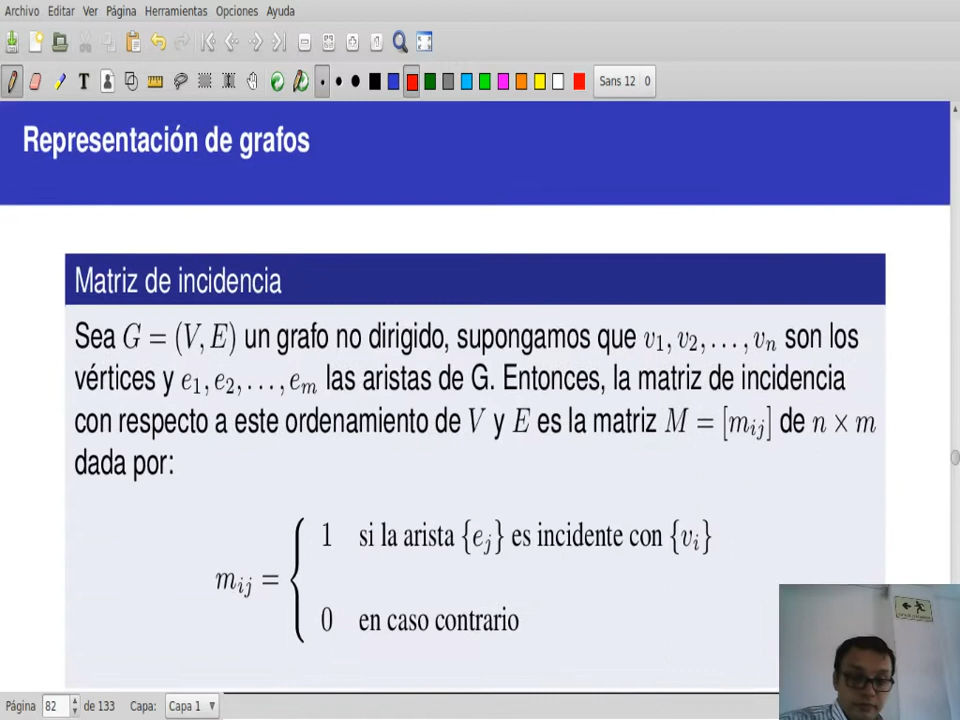 Archivo Editar Ver Página Herramientas Opciones Ayuda
T
Sans 12 0
Representación de grafos
Matriz de incidencia
Sea G = (V, E) un grafo no dirigido, supongamos que v₁, v₂, . . . , vₙ son los
vértices y e₁, e₂, . . . , eₘ las aristas de G. Entonces, la matriz de incidencia
con respecto a este ordenamiento de V y E es la matriz M = [mᵢⱼ] de n × m
dada por:
1 si la arista {eⱼ} es incidente con {vᵢ}
mᵢⱼ =
0 en caso contrario
Página 82 de 133 Capa: Capa 1